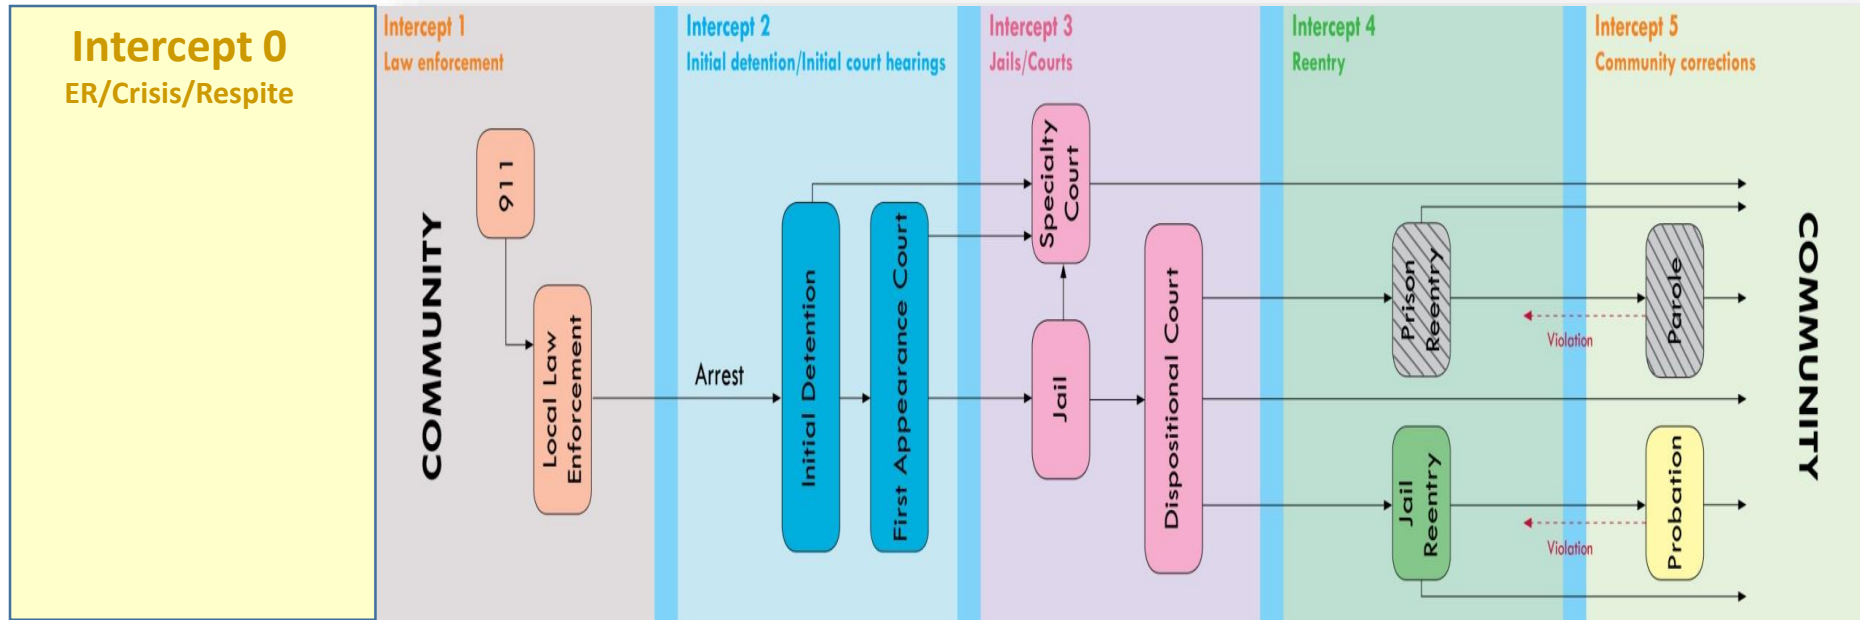 Intercept 0
ER/Crisis/Respite
Intercept 1
Law enforcement
COMMUNITY
911
Local Law
Enforcement
Intercept 2
Initial detention/Initial court hearings
Arrest
Initial Detention
First Appearance Court
Intercept 3
Jails/Courts
Specialty
Court
Jail
Dispositional Court
Intercept 4
Reentry
Prison
Reentry
Jail
Reentry
Violation
Violation
Intercept 5
Community corrections
Parole
Probation
COMMUNITY